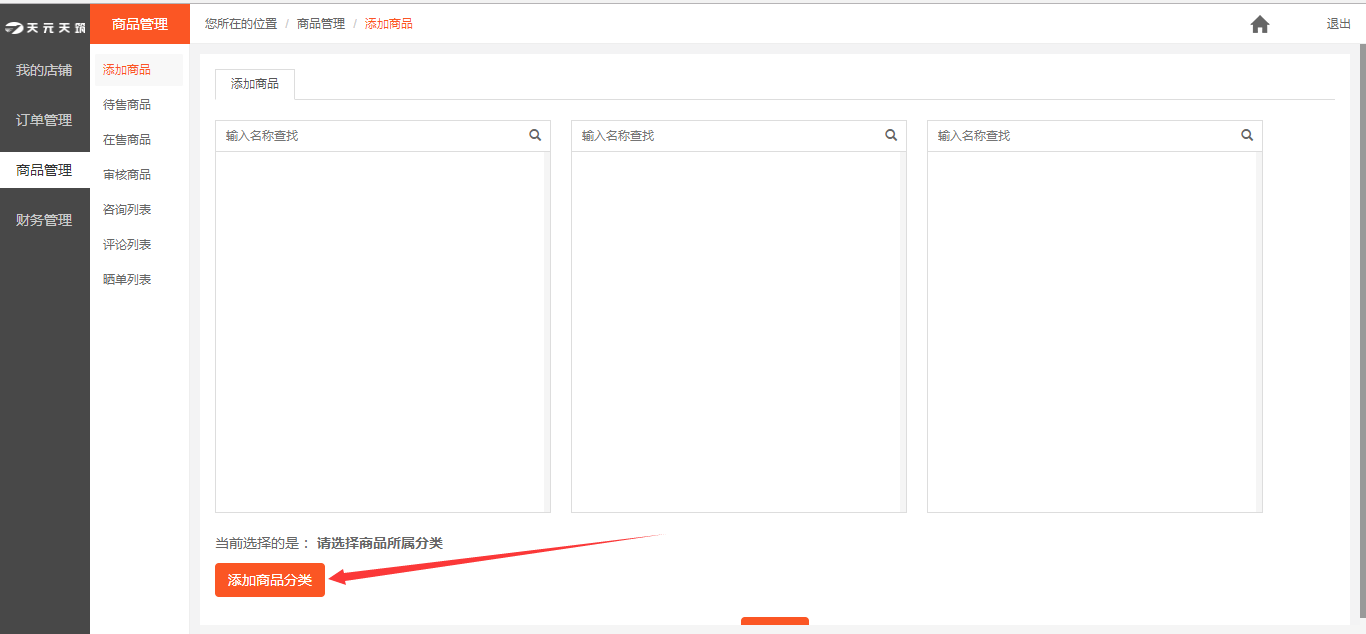 天元天筑
商品管理
您所在的位置 / 商品管理 / 添加商品
退出
我的店铺
订单管理
商品管理
财务管理
添加商品
待售商品
在售商品
审核商品
咨询列表
评论列表
晒单列表
添加商品
输入名称查找
输入名称查找
输入名称查找
当前选择的是： 请选择商品所属分类
添加商品分类